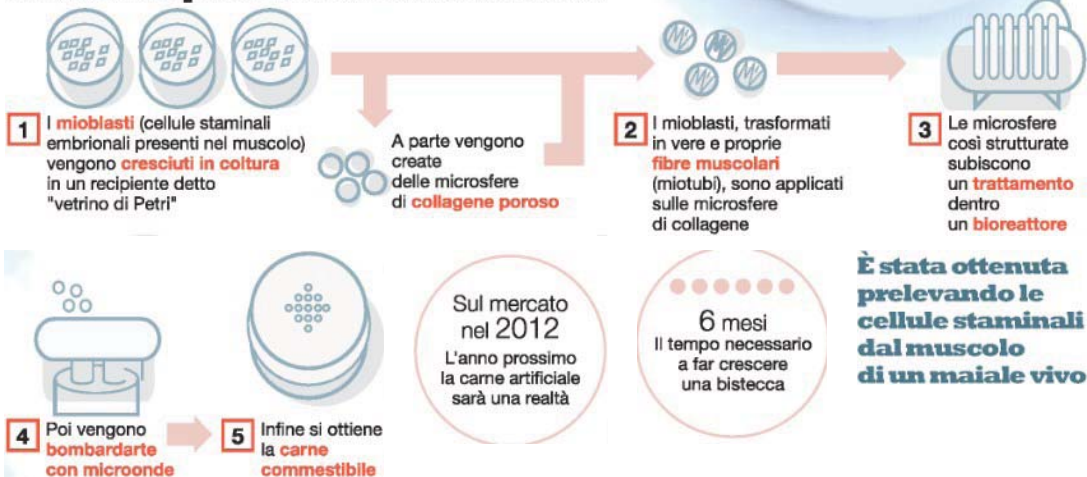 1
I mioblasti (cellule staminali
embrionali presenti nel muscolo)
vengono cresciuti in coltura
in un recipiente detto
"vetrino di Petri"
A parte vengono
create
delle microsfere
di collagene poroso
2
I mioblasti, trasformati
in vere e proprie
fibre muscolari
(miotubi), sono applicati
sulle microsfere
di collagene
3
Le microsfere
così strutturate
subiscono
un trattamento
dentro
un bioreattore
4
Poi vengono
bombardarte
con microonde
5
Infine si ottiene
la carne
commestibile
Sul mercato
nel 2012
L'anno prossimo
la carne artificiale
sarà una realtà
6 mesi
Il tempo necessario
a far crescere
una bistecca
È stata ottenuta
prelevando le
cellule staminali
dal muscolo
di un maiale vivo